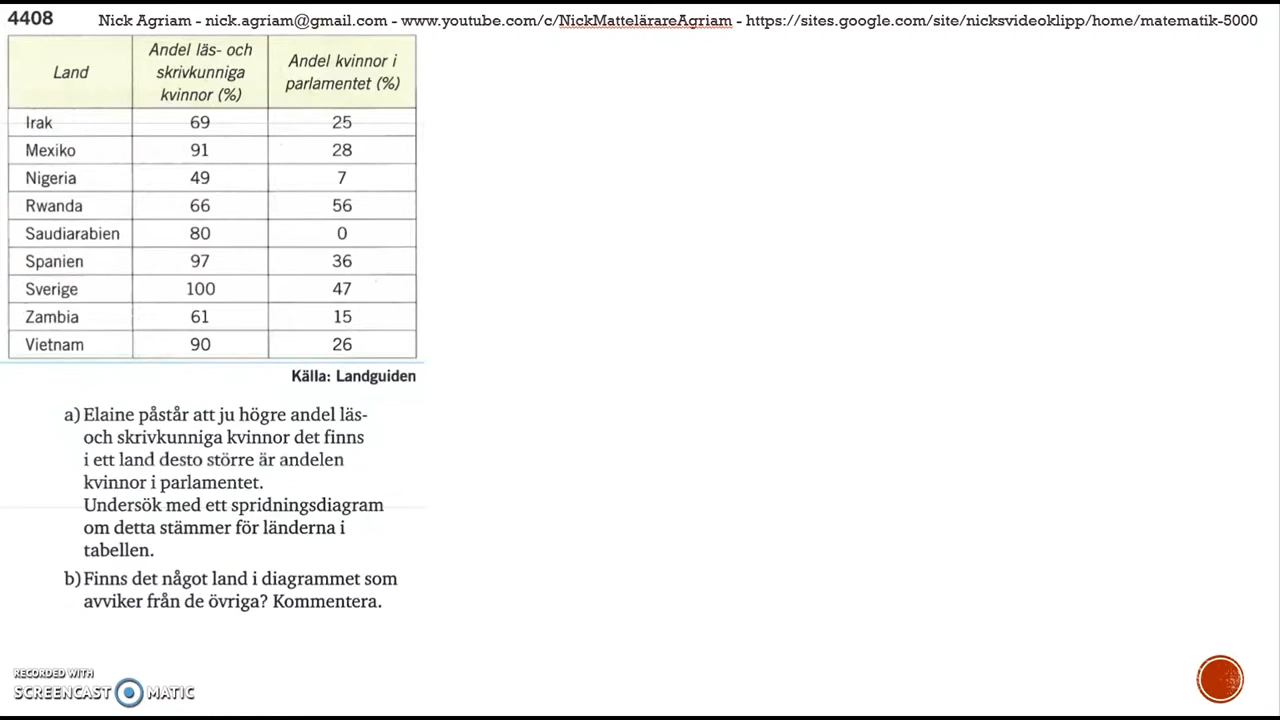 4408 Nick Agriam - nick.agriam@gmail.com - www.youtube.com/c/NickMattelärareAgriam - https://sites.google.com/site/nicksvideoklipp/home/matematik-5000
Land Andel läs- och skrivkunniga kvinnor (%) Andel kvinnor i parlamentet (%)
Irak 69 25
Mexiko 91 28
Nigeria 49 7
Rwanda 66 56
Saudiarabien 80 0
Spanien 97 36
Sverige 100 47
Zambia 61 15
Vietnam 90 26
Källa: Landguiden
a) Elaine påstår att ju högre andel läs-
och skrivkunniga kvinnor det finns
i ett land desto större är andelen
kvinnor i parlamentet.
Undersök med ett spridningsdiagram
om detta stämmer för länderna i
tabellen.
b) Finns det något land i diagrammet som
avviker från de övriga? Kommentera.
RECORDED WITH
SCREENCAST MATIC